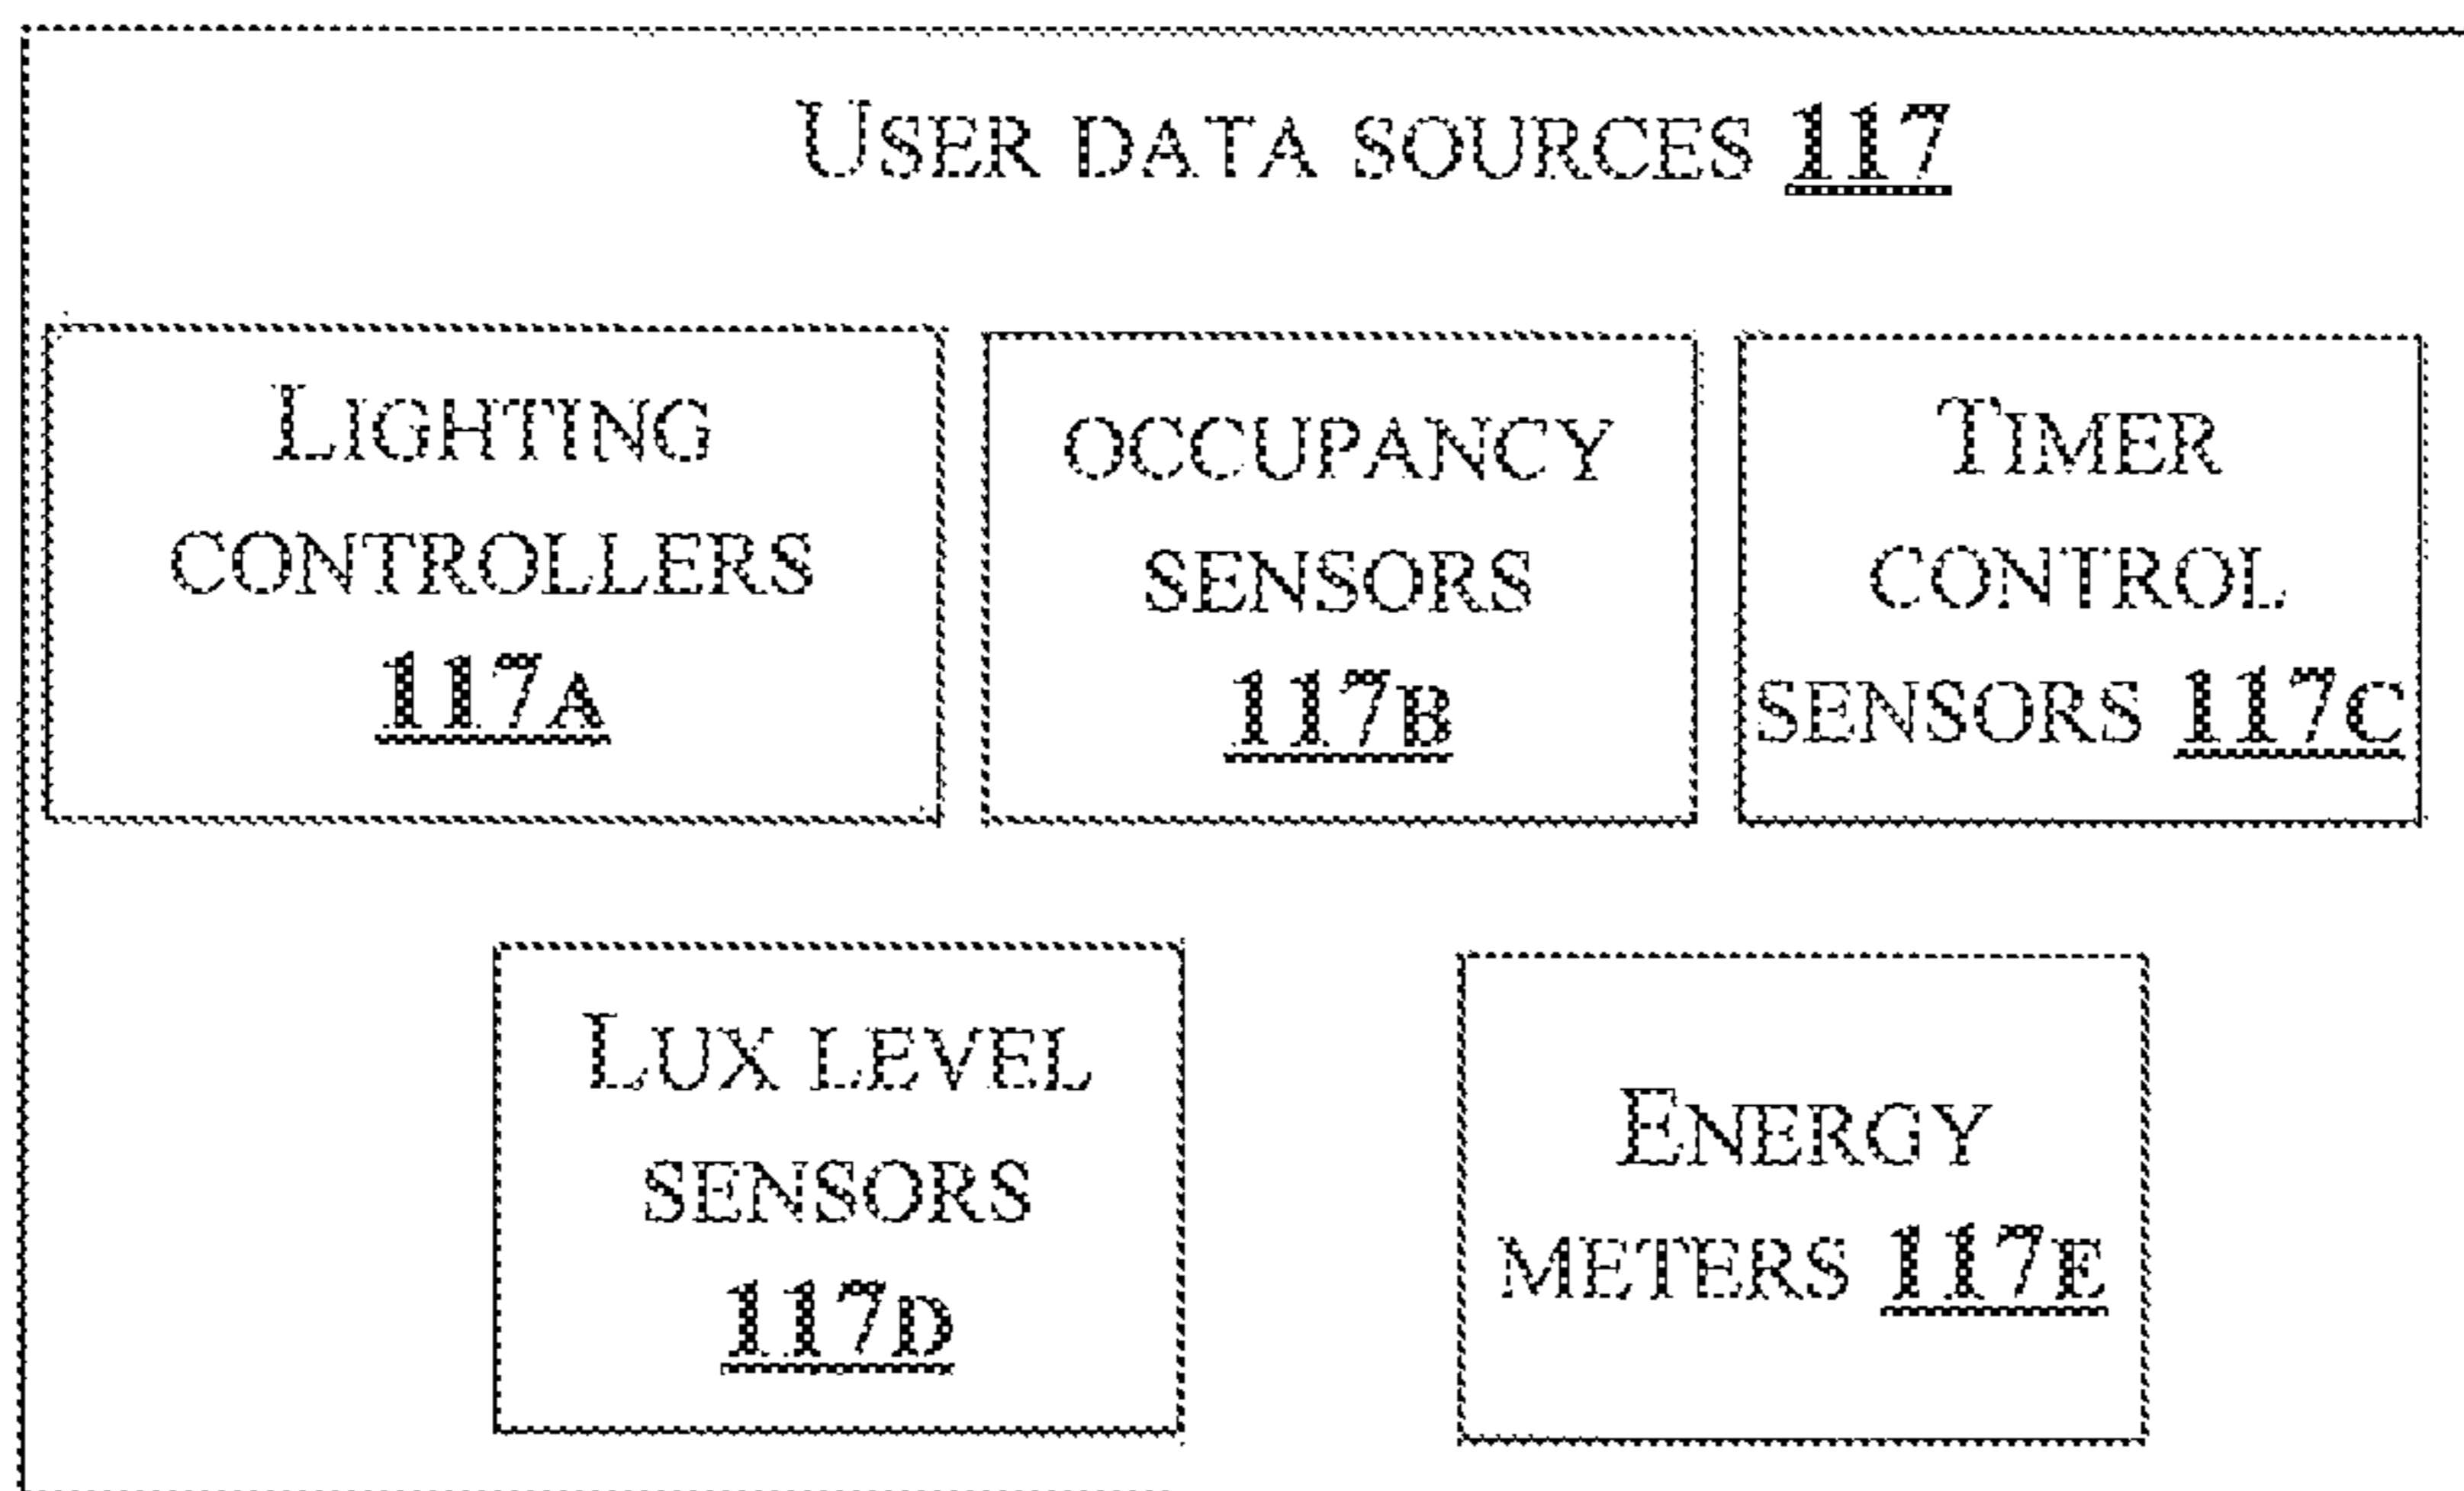 USER DATA SOURCES 117
LIGHTING
CONTROLLERS
117A
OCCUPANCY
SENSORS
117B
TIMER
CONTROL
SENSORS 117C
LUX LEVEL
SENSORS
117D
ENERGY
METERS 117E